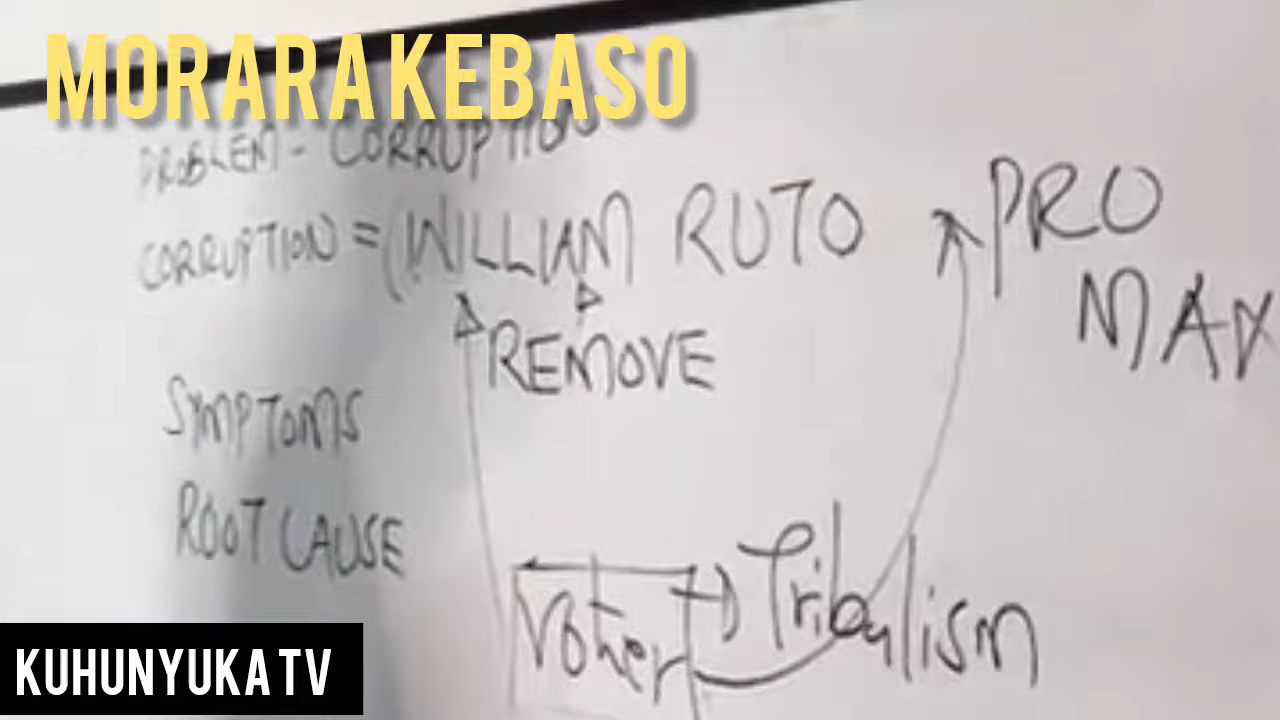 MORARA KEBASO
PROBLEM - CORRUPTION
CORRUPTION = (WILLIAM RUTO
PRO
MAX
REMOVE
SYMPTOMS
ROOT CAUSE
Voter
Tribalism
KUHUNYUKA TV